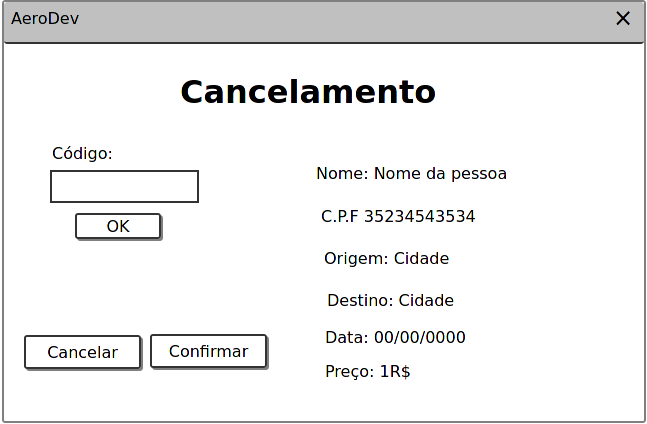 AeroDev
Cancelamento
Código:
OK
Cancelar
Confirmar
Nome: Nome da pessoa
C.P.F 35234543534
Origem: Cidade
Destino: Cidade
Data: 00/00/0000
Preço: 1R$